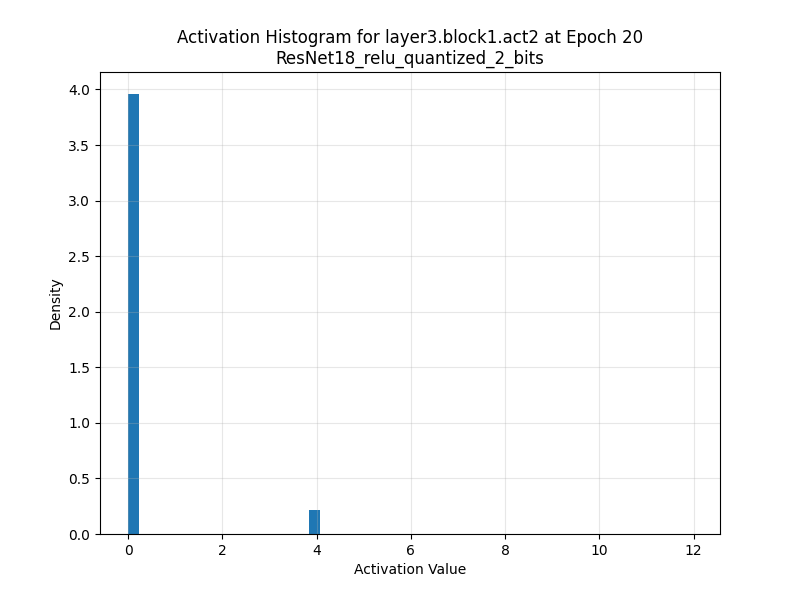 Activation Histogram for layer3.block1.act2 at Epoch 20
ResNet18_relu_quantized_2_bits
4.0
3.5
3.0
2.5
2.0
1.5
1.0
0.5
0.0
Density
0 2 4 6 8 10 12
Activation Value